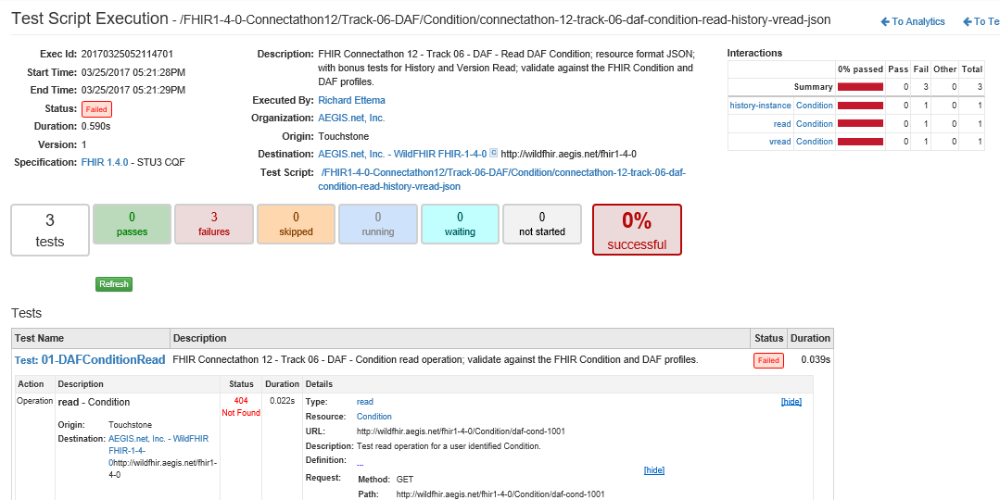 Test Script Execution - /FHIR1-4-0-Connectathon12/Track-06-DAF/Condition/connectathon-12-track-06-daf-condition-read-history-vread-json
To Analytics
To Te
Exec Id: 20170325052114701
Start Time: 03/25/2017 05:21:28PM
End Time: 03/25/2017 05:21:29PM
Status: Failed
Duration: 0.590s
Version: 1
Specification: FHIR 1.4.0 - STU3 CQF
Description: FHIR Connectathon 12 - Track 06 - DAF - Read DAF Condition; resource format JSON;
with bonus tests for History and Version Read; validate against the FHIR Condition and
DAF profiles.
Executed By: Richard Ettema
Organization: AEGIS.net, Inc.
Origin: Touchstone
Destination: AEGIS.net, Inc. - WildFHIR FHIR-1-4-0 C http://wildfhir.aegis.net/fhir1-4-0
Test Script: /FHIR1-4-0-Connectathon12/Track-06-DAF/Condition/connectathon-12-track-06-daf-
condition-read-history-vread-json
Interactions
0% passed Pass Fail Other Total
Summary 0 3 0 3
history-instance Condition 0 1 0 1
read Condition 0 1 0 1
vread Condition 0 1 0 1
3 tests
0 passes
3 failures
0 skipped
0 running
0 waiting
0 not started
0% successful
Refresh
Tests
Test Name Description Status Duration
Test: 01-DAFConditionRead FHIR Connectathon 12 - Track 06 - DAF - Condition read operation; validate against the FHIR Condition and DAF profiles. Failed 0.039s
Action Description Status Duration Details
Operation read - Condition 404 0.022s Type: read [hide]
Not Found
Resource: Condition
Origin: Touchstone
URL: http://wildfhir.aegis.net/fhir1-4-0/Condition/daf-cond-1001
Destination: AEGIS.net, Inc. - WildFHIR
FHIR-1-4-
0http://wildfhir.aegis.net/fhir1-
4-0
Description: Test read operation for a user identified Condition.
Definition: ...
Request: [hide]
Method: GET
Path: http://wildfhir.aegis.net/fhir1-4-0/Condition/daf-cond-1001